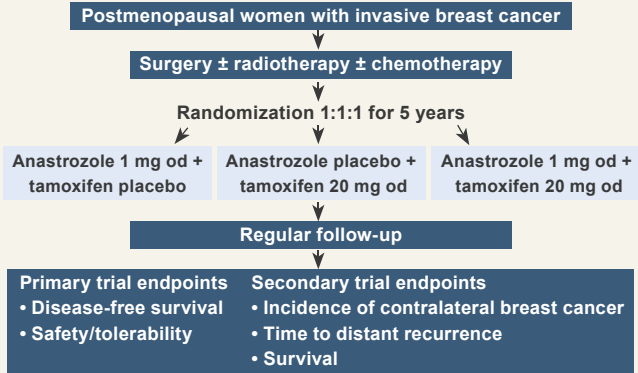 Postmenopausal women with invasive breast cancer
Surgery ± radiotherapy ± chemotherapy
Randomization 1:1:1 for 5 years
Anastrozole 1 mg od +
tamoxifen placebo
Anastrozole placebo +
tamoxifen 20 mg od
Anastrozole 1 mg od +
tamoxifen 20 mg od
Regular follow-up
Primary trial endpoints
• Disease-free survival
• Safety/tolerability
Secondary trial endpoints
• Incidence of contralateral breast cancer
• Time to distant recurrence
• Survival